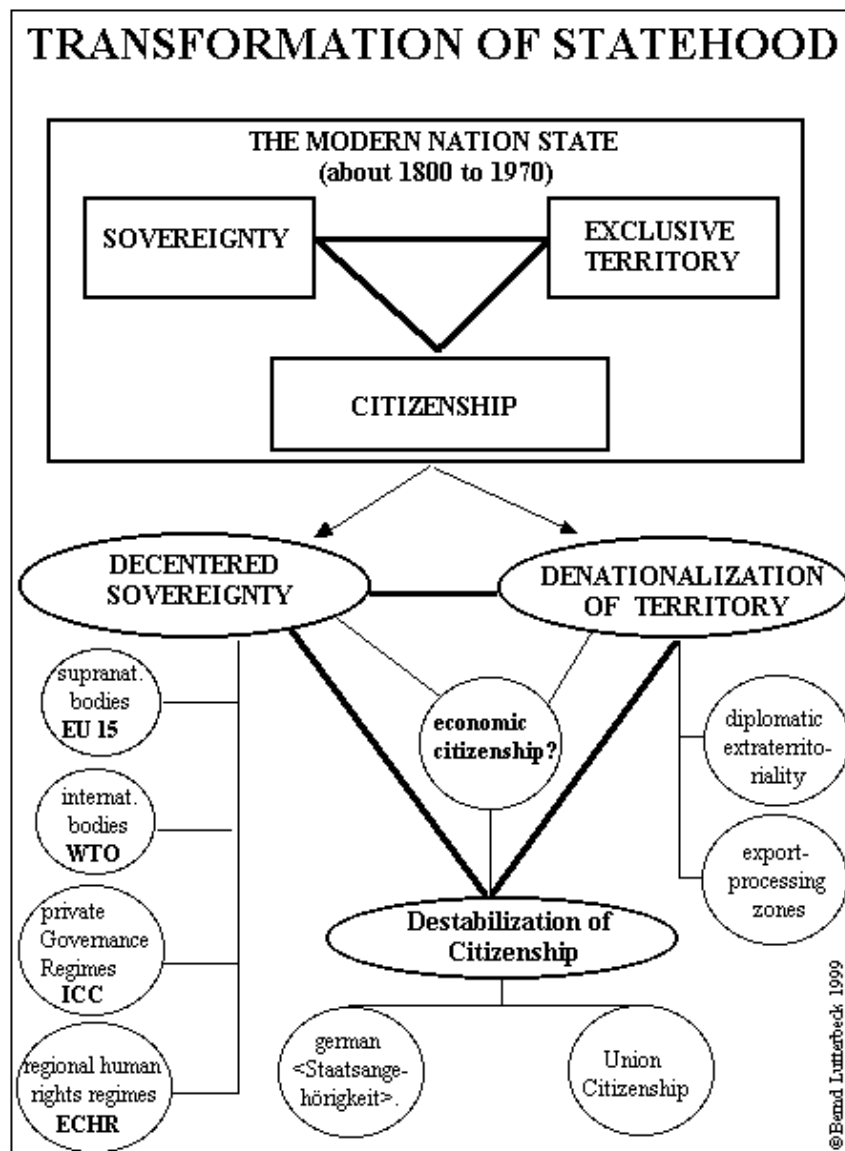 TRANSFORMATION OF STATEHOOD
THE MODERN NATION STATE
(about 1800 to 1970)
SOVEREIGNTY
EXCLUSIVE
TERRITORY
CITIZENSHIP
DECENTERED
SOVEREIGNTY
DENATIONALIZATION
OF TERRITORY
supranat.
bodies
EU 15
internat.
bodies
WTO
private
Governance
Regimes
ICC
regional human
rights regimes
ECHR
economic
citizenship?
diplomatic
extraterrito-
riality
export-
processing
zones
Destabilization of
Citizenship
german
<Staatsange-
hörigkeit>.
Union
Citizenship
©Bernd Lutterbeck 1999